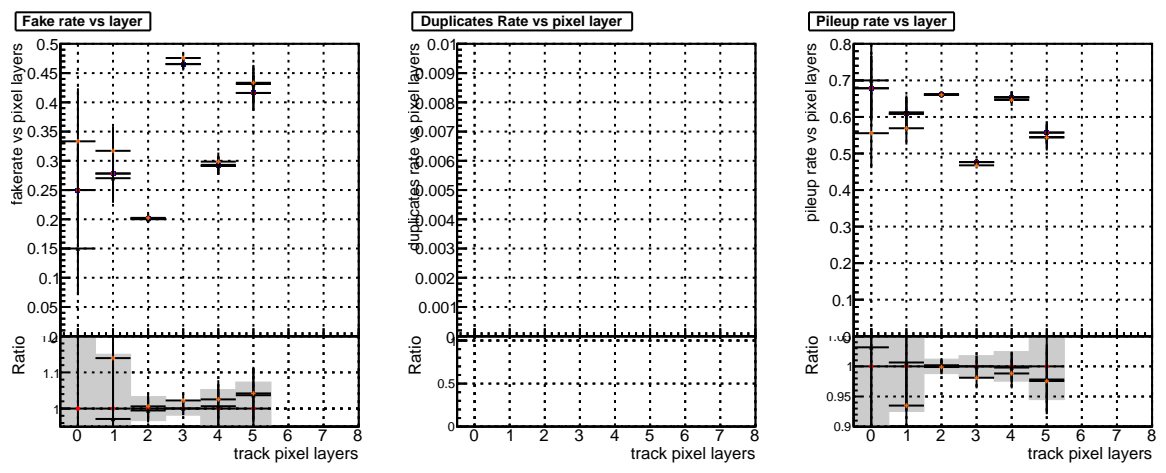 Fake rate vs layer
fakerate vs pixel layers
0.5
0.45
0.4
0.35
0.3
0.25
0.2
0.15
0.1
0.05
0
Ratio
1.1
1
0 1 2 3 4 5 6 7 8
track pixel layers
Duplicates Rate vs pixel layer
duplicates rate vs pixel layers
0.01
0.009
0.008
0.007
0.006
0.005
0.004
0.003
0.002
0.001
0
Ratio
1
0.5
0
0 1 2 3 4 5 6 7 8
track pixel layers
Pileup rate vs layer
pileup rate vs pixel layers
0.8
0.7
0.6
0.5
0.4
0.3
0.2
0.1
0
Ratio
1
0.95
0.9
0 1 2 3 4 5 6 7 8
track pixel layers